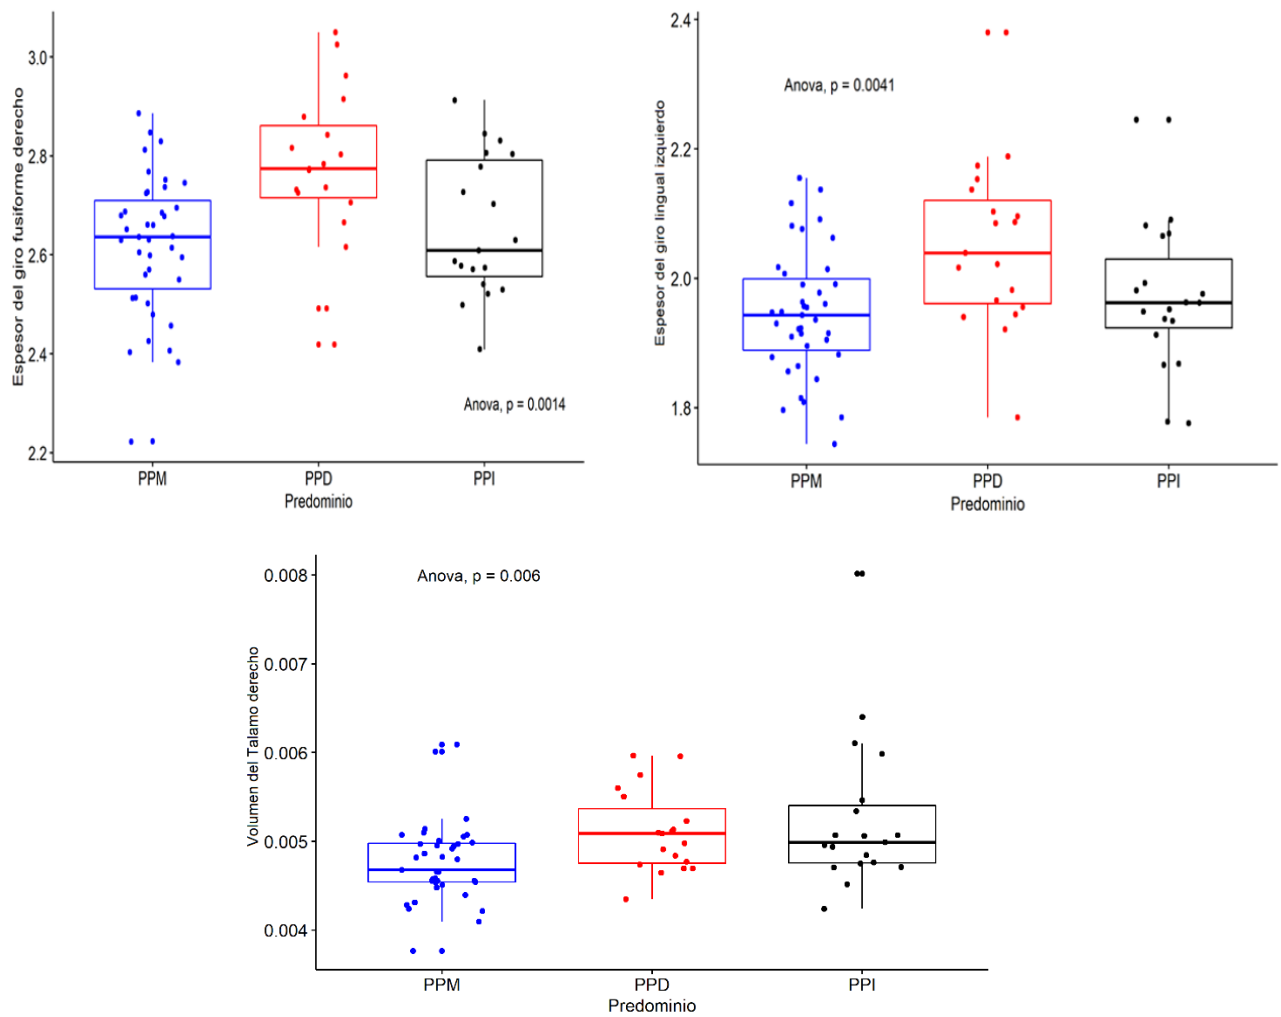 Espesor del giro fusiforme derecho
3.0
2.8
2.6
2.4
2.2
Anova, p = 0.0014
PPM PPD PPI
Predominio
Espesor del giro lingual izquierdo
2.4
2.2
2.0
1.8
Anova, p = 0.0041
PPM PPD PPI
Predominio
Volumen del Talamo derecho
0.008
0.007
0.006
0.005
0.004
Anova, p = 0.006
PPM PPD PPI
Predominio